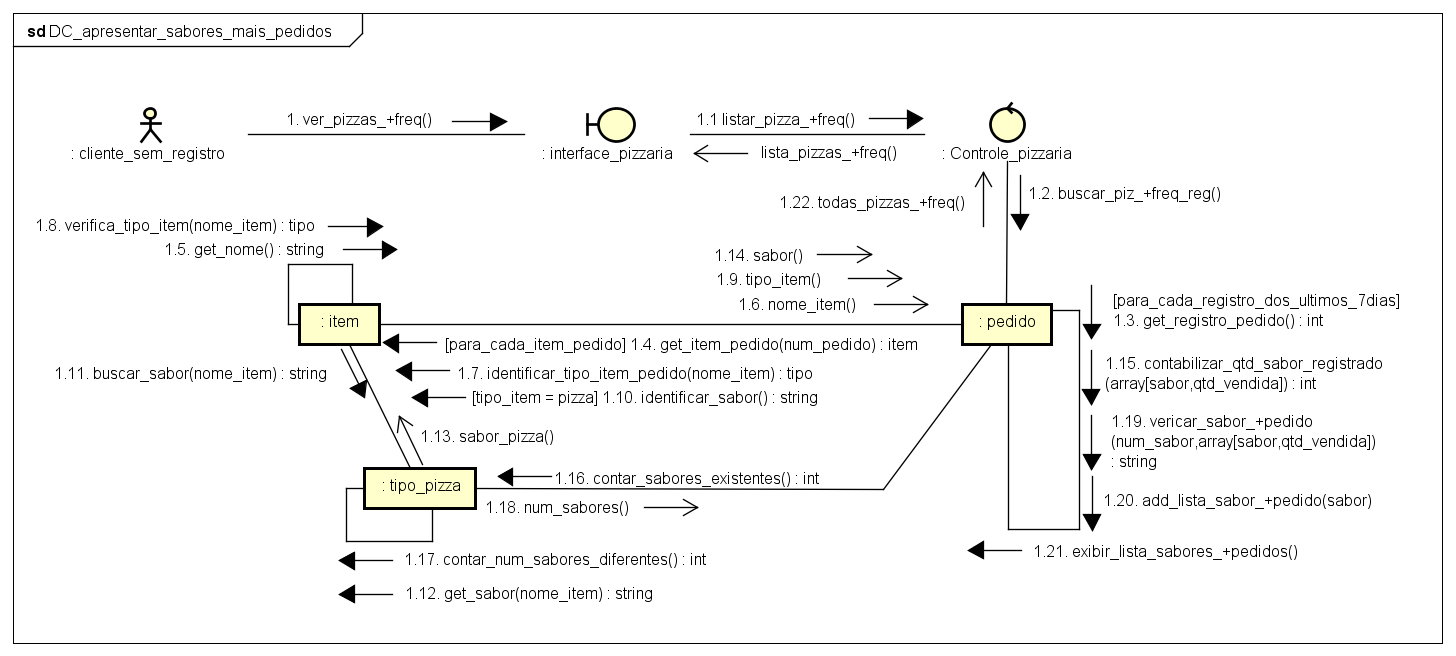 sd DC_apresentar_sabores_mais_pedidos
1. ver_pizzas_+freq()
1.1 listar_pizza_+freq()
: cliente_sem_registro
: interface_pizzaria
lista_pizzas_+freq()
: Controle_pizzaria
1.22. todas_pizzas_+freq()
1.2. buscar_piz_+freq_reg()
1.8. verifica_tipo_item(nome_item) : tipo
1.5. get_nome() : string
1.14. sabor()
1.9. tipo_item()
1.6. nome_item()
: item
: pedido
[para_cada_registro_dos_ultimos_7dias]
1.3. get_registro_pedido() : int
[para_cada_item_pedido] 1.4. get_item_pedido(num_pedido) : item
1.11. buscar_sabor(nome_item) : string
1.7. identificar_tipo_item_pedido(nome_item) : tipo
[tipo_item = pizza] 1.10. identificar_sabor() : string
1.15. contabilizar_qtd_sabor_registrado
(array[sabor,qtd_vendida]) : int
1.13. sabor_pizza()
1.19. vericar_sabor_+pedido
(num_sabor,array[sabor,qtd_vendida])
: string
: tipo_pizza
1.16. contar_sabores_existentes() : int
1.18. num_sabores()
1.20. add_lista_sabor_+pedido(sabor)
1.21. exibir_lista_sabores_+pedidos()
1.17. contar_num_sabores_diferentes() : int
1.12. get_sabor(nome_item) : string